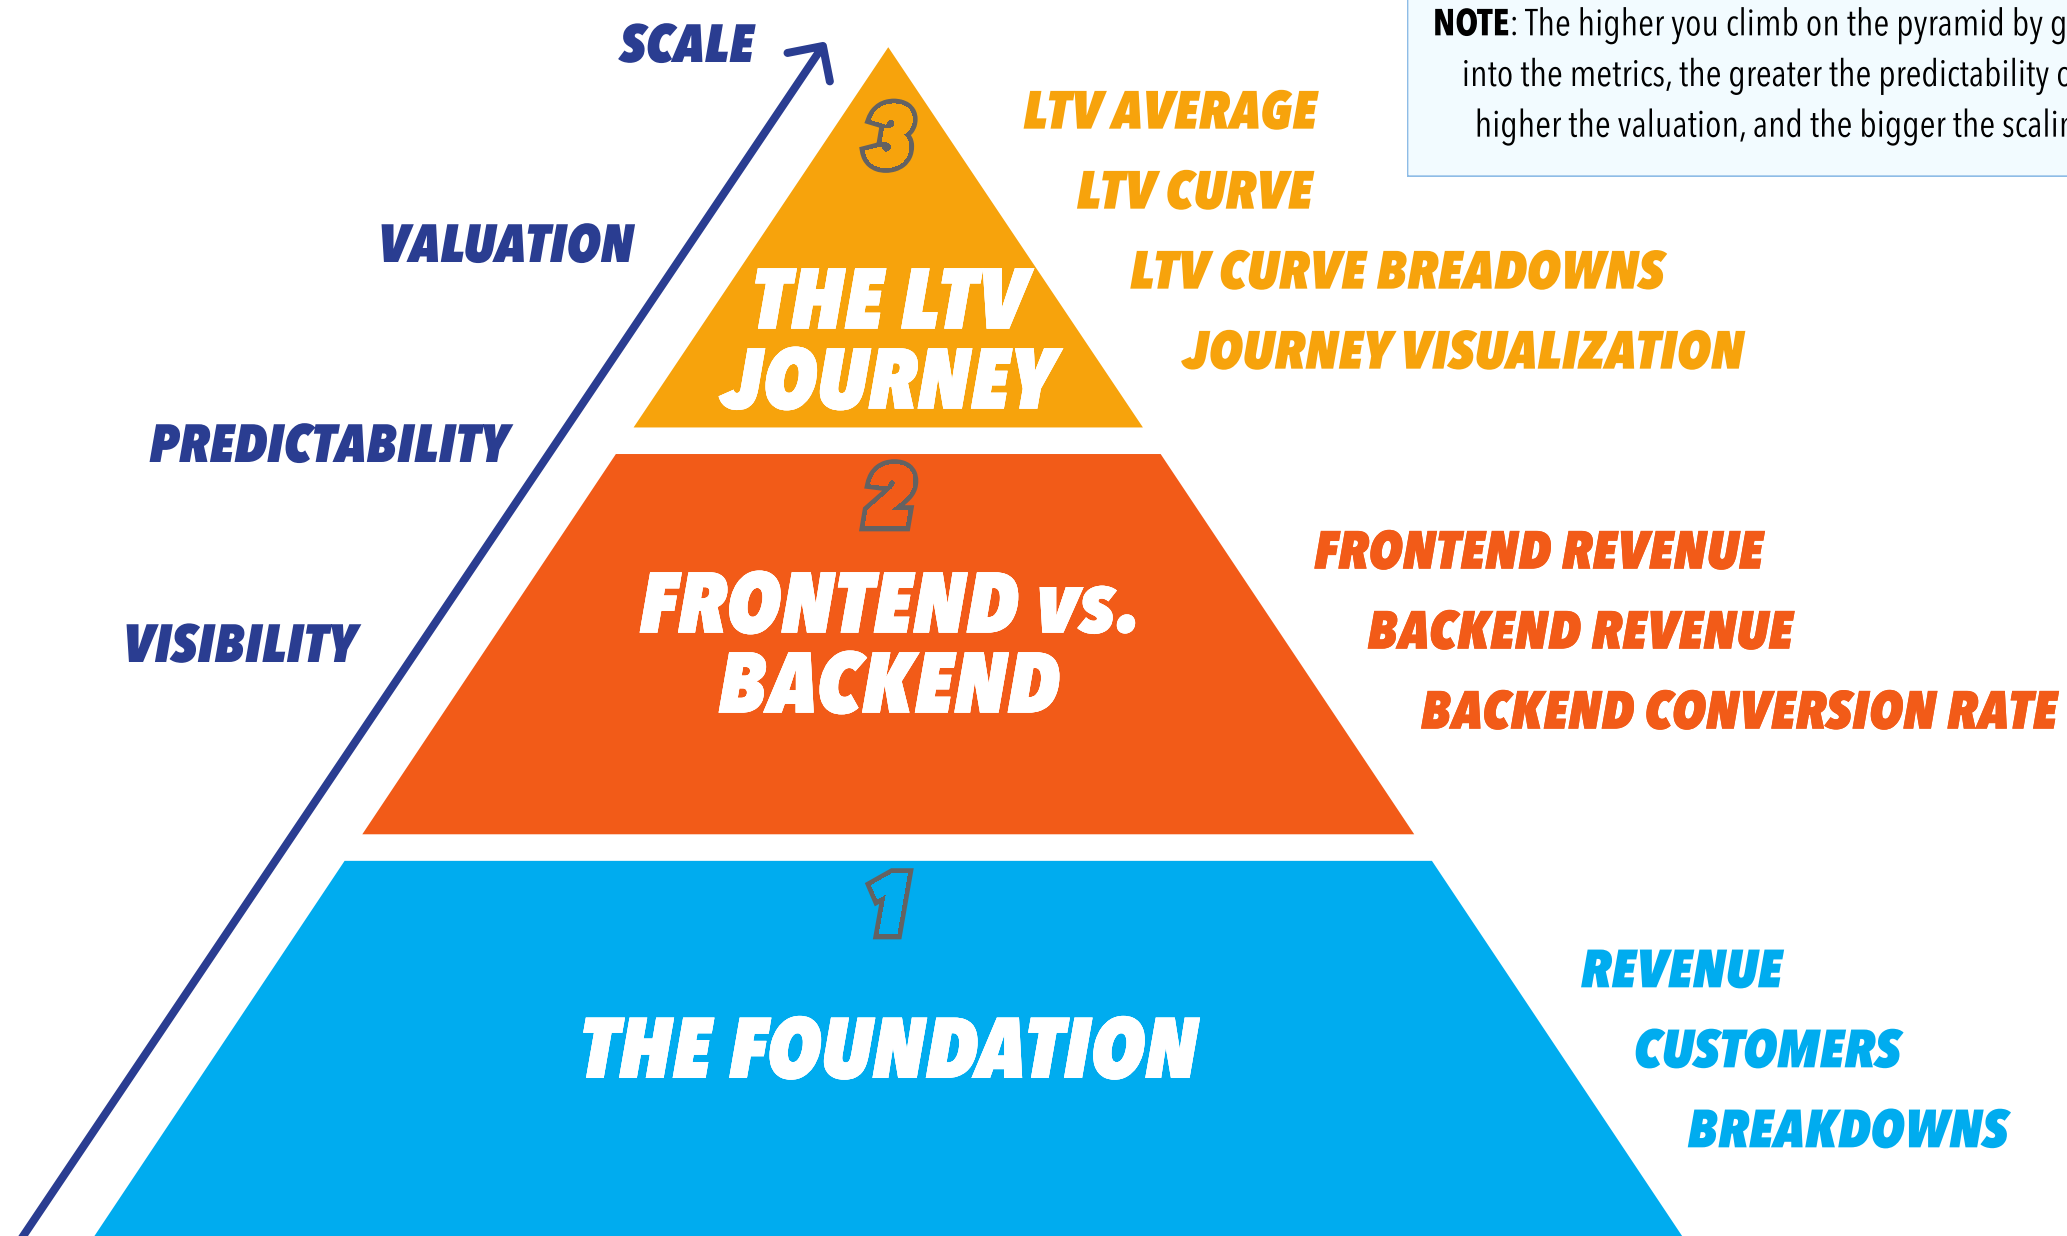 SCALE
NOTE: The higher you climb on the pyramid by
into the metrics, the greater the predictability
higher the valuation, and the bigger the
3
LTV AVERAGE
LTV CURVE
VALUATION
THE LTV
JOURNEY
LTV CURVE BREADOWNS
JOURNEY VISUALIZATION
PREDICTABILITY
2
FRONTEND vs.
BACKEND
FRONTEND REVENUE
BACKEND REVENUE
BACKEND CONVERSION RATE
VISIBILITY
1
THE FOUNDATION
REVENUE
CUSTOMERS
BREAKDOWNS